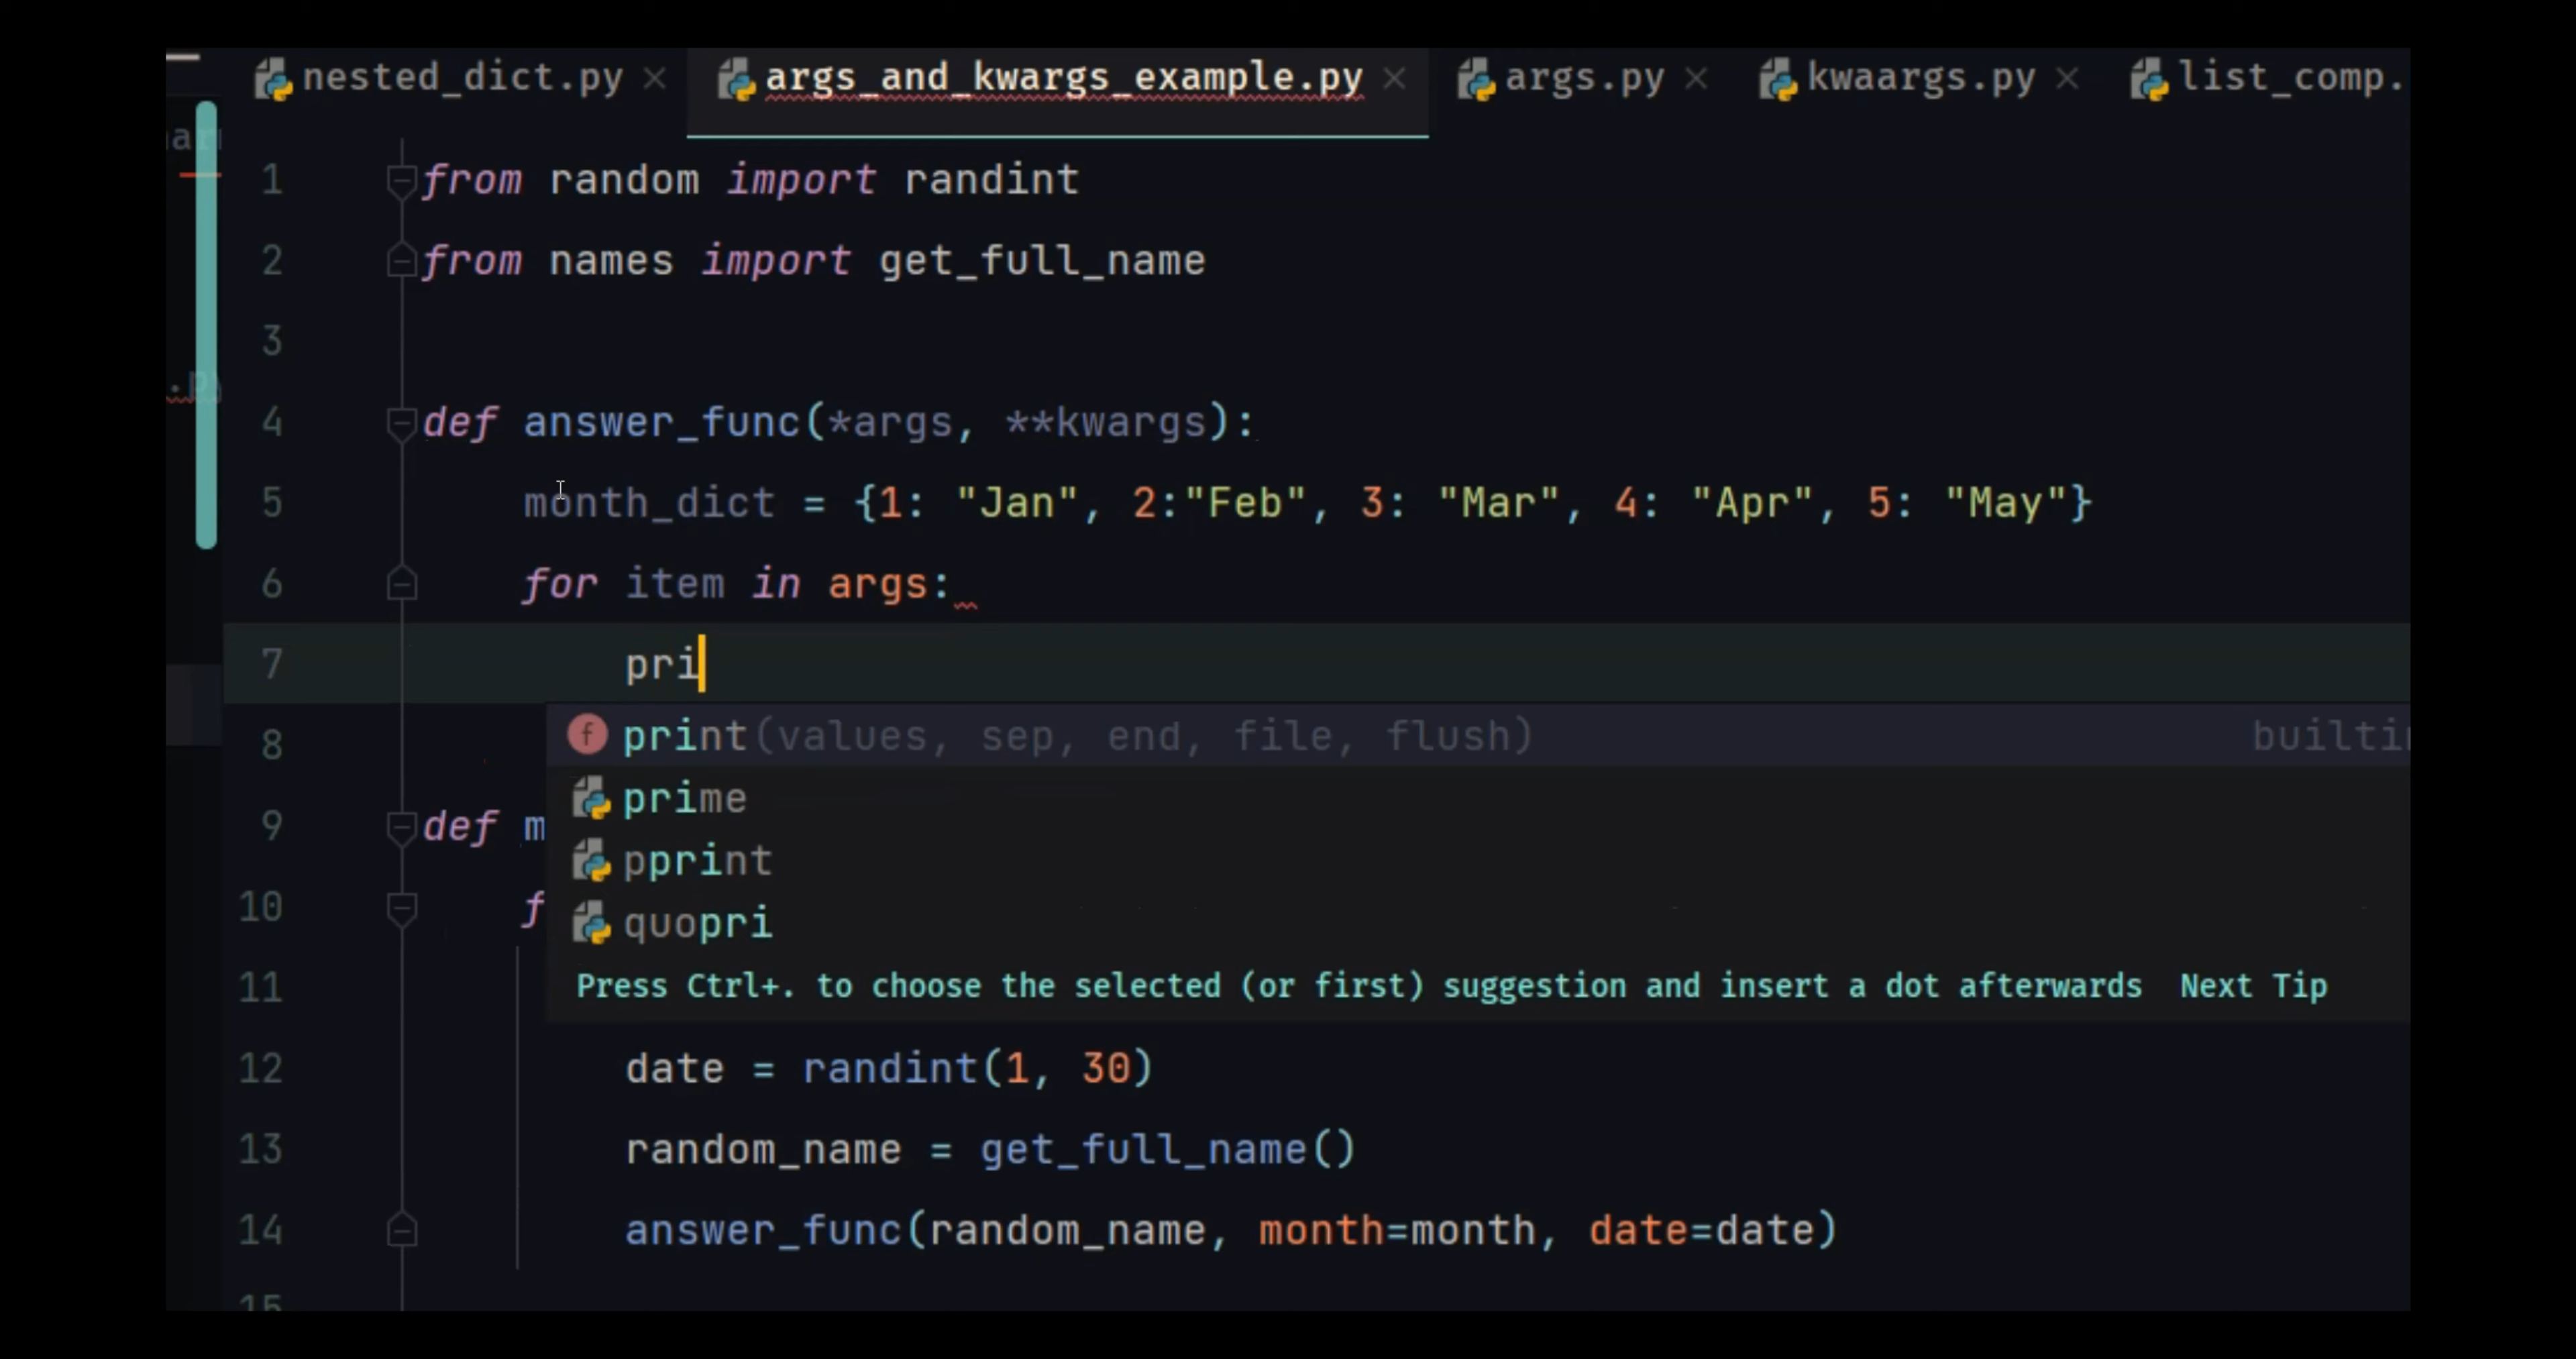 nested_dict.py args_and_kwargs_example.py args.py kwaargs.py list_comp.
1 from random import randint
2 from names import get_full_name
3
4 def answer_func(*args, **kwargs):
5 month_dict = {1: "Jan", 2:"Feb", 3: "Mar", 4: "Apr", 5: "May"}
6 for item in args:
7 pri
8 print(values, sep, end, file, flush) builtin
prime
9 def m
pprint
10 f
quopri
11 Press Ctrl+. to choose the selected (or first) suggestion and insert a dot afterwards Next Tip
12 date = randint(1, 30)
13 random_name = get_full_name()
14 answer_func(random_name, month=month, date=date)
15